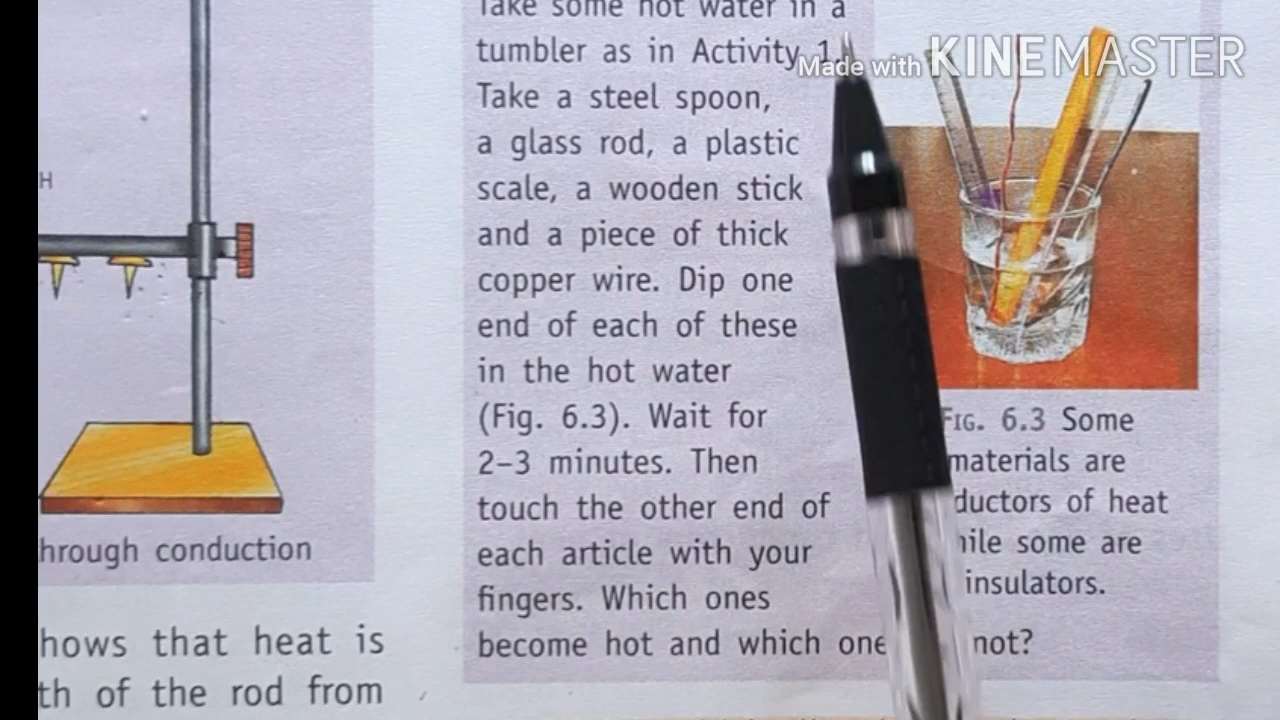 H
hrough conduction
hows that heat is
th of the rod from
Take some hot water in a
tumbler as in Activity 1.
Take a steel spoon,
a glass rod, a plastic
scale, a wooden stick
and a piece of thick
copper wire. Dip one
end of each of these
in the hot water
(Fig. 6.3). Wait for
2–3 minutes. Then
touch the other end of
each article with your
fingers. Which ones
become hot and which one not?
Made with KINEMASTER
FIG. 6.3 Some
materials are
ductors of heat
hile some are
insulators.